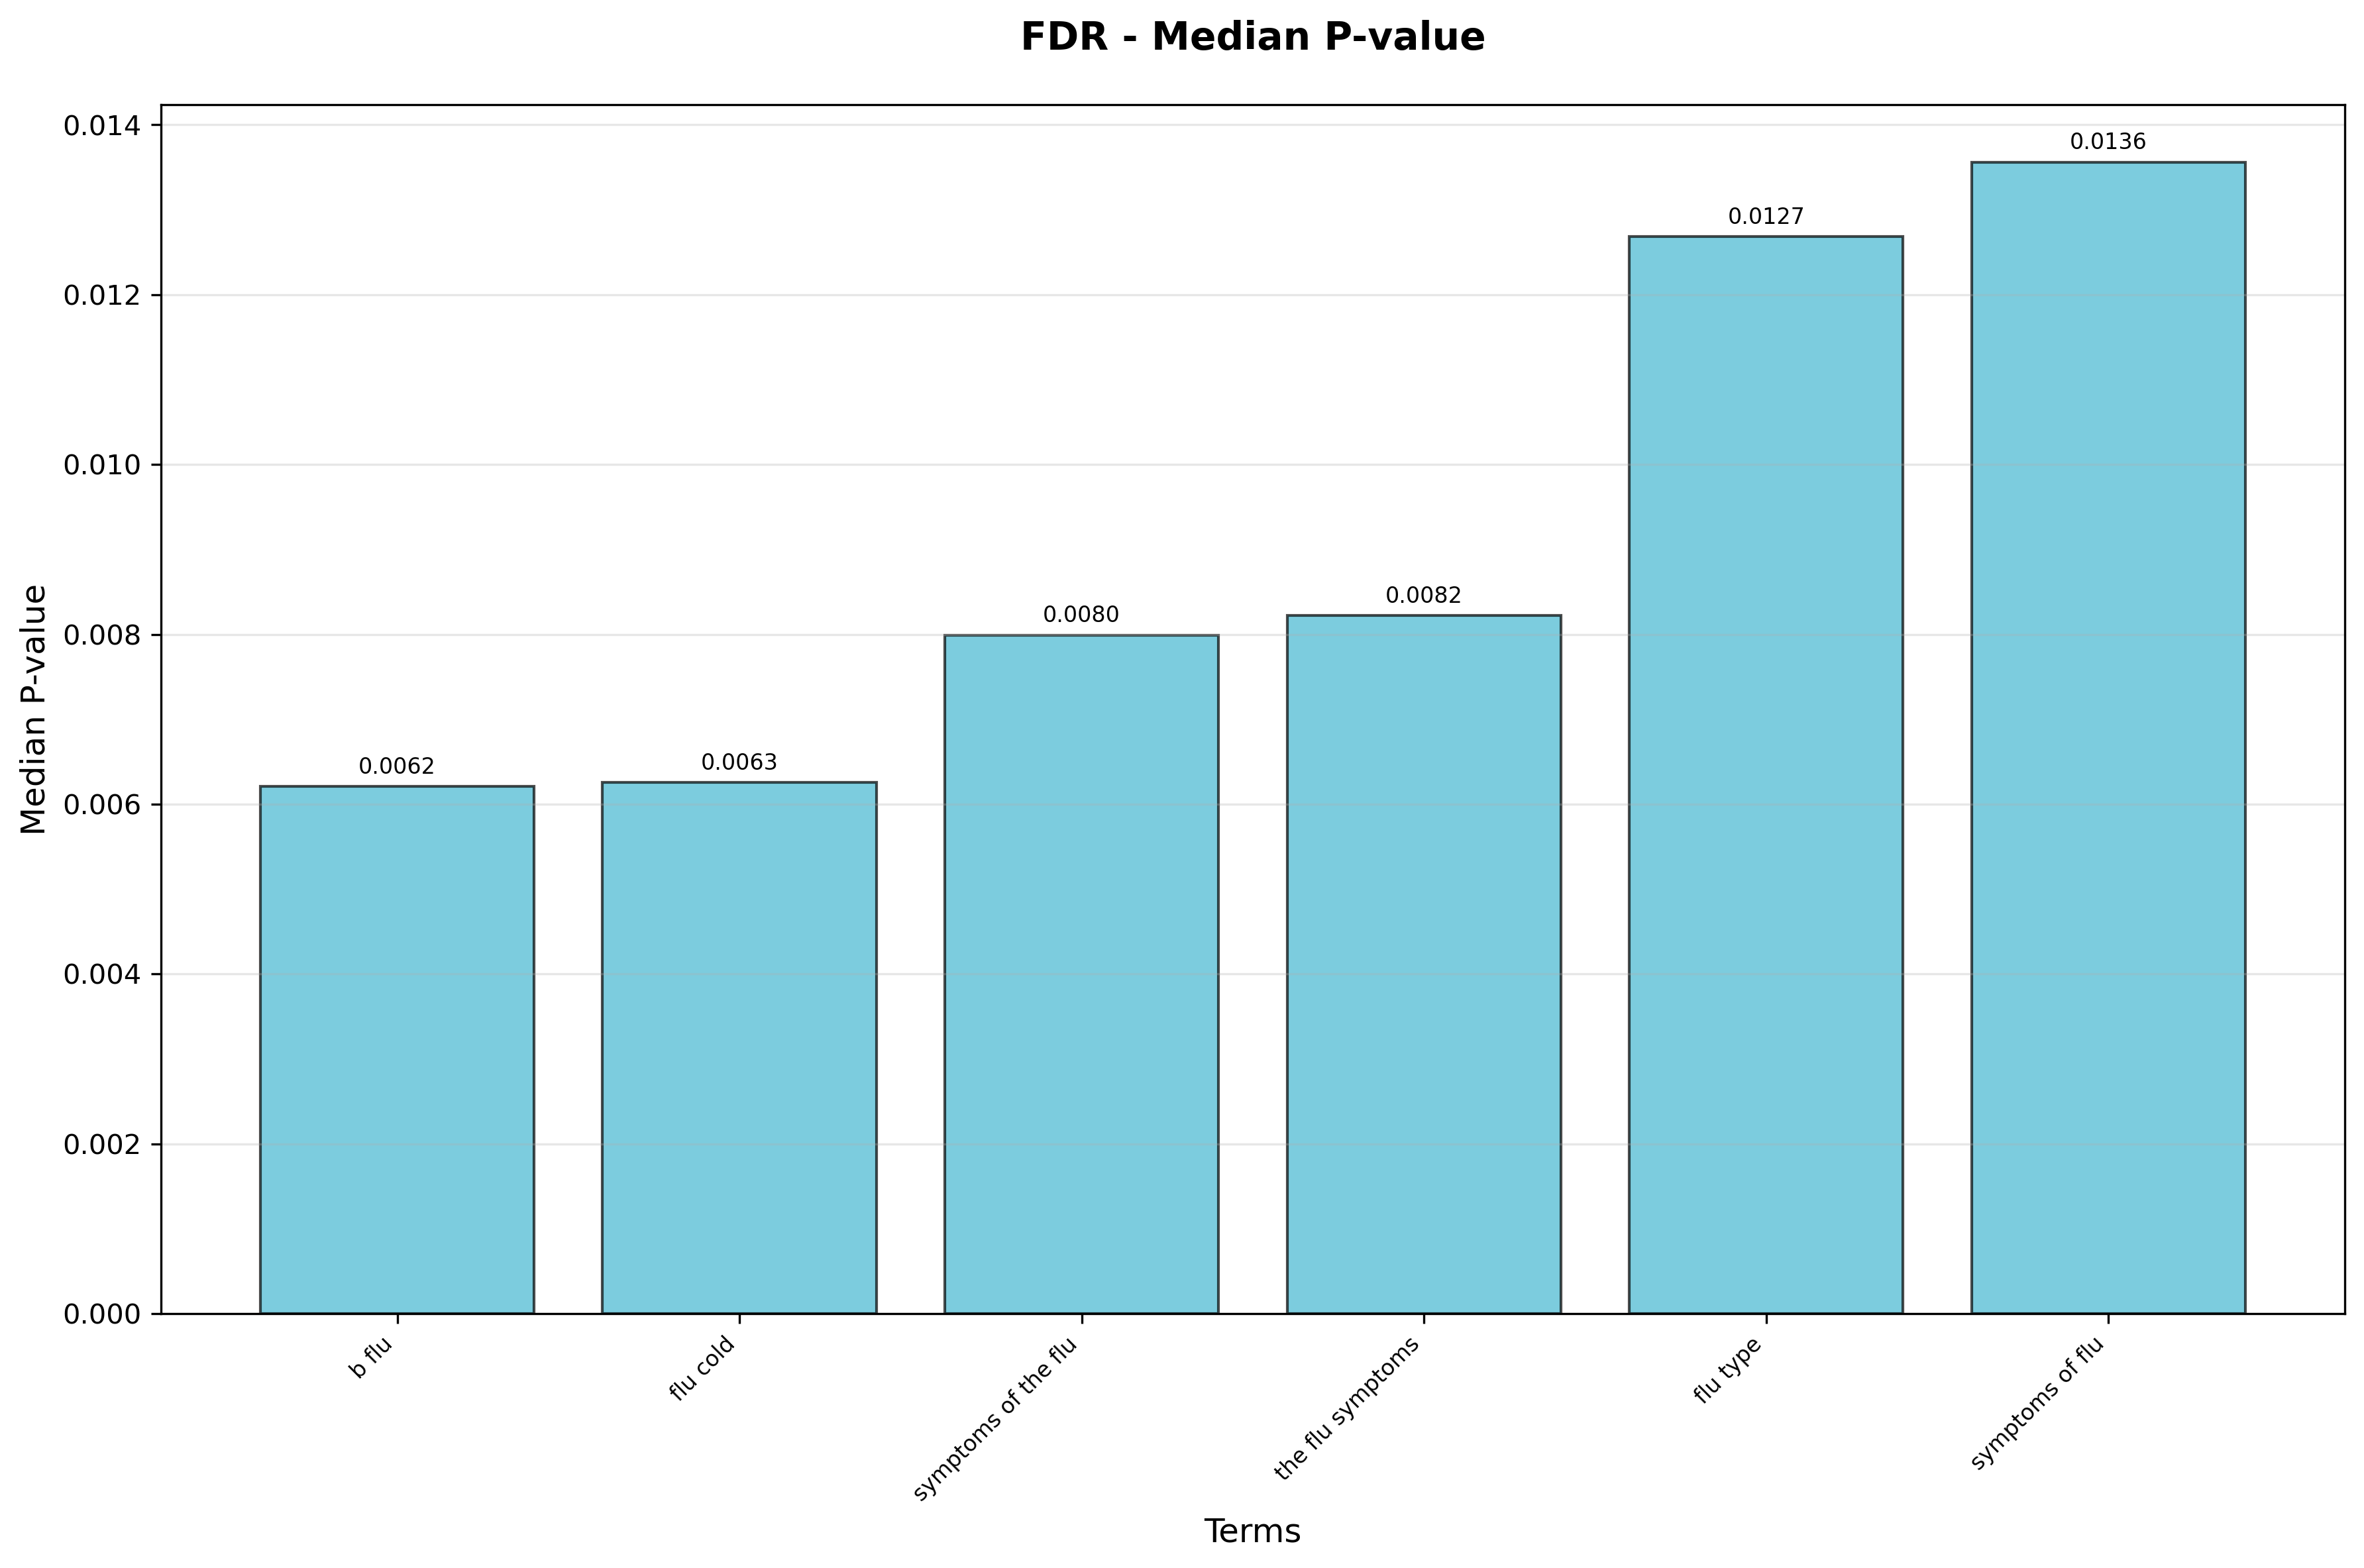 FDR - Median P-value
Median P-value
0.014
0.012
0.010
0.008
0.006
0.004
0.002
0.000
0.0062
0.0063
0.0080
0.0082
0.0127
0.0136
b flu
flu cold
symptoms of the flu
the flu symptoms
flu type
symptoms of flu
Terms